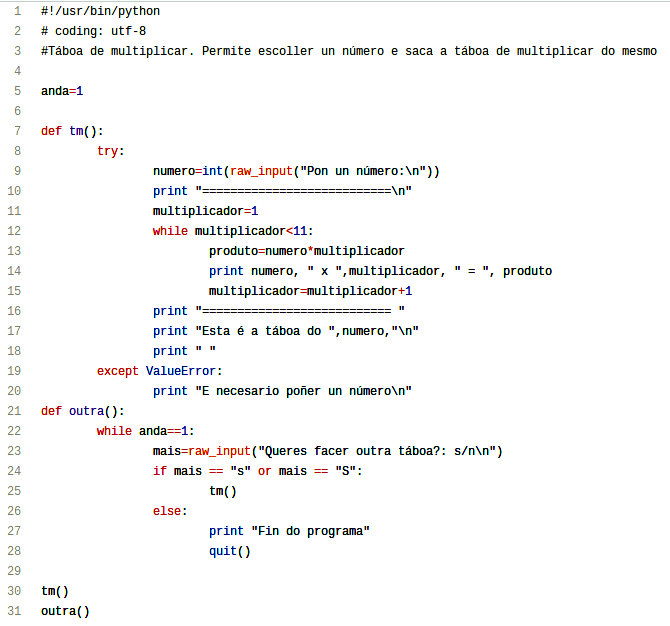 1 #!/usr/bin/python
2 # coding: utf-8
3 #Táboa de multiplicar. Permite escoller un número e saca a táboa de multiplicar do mesmo
4
5 anda=1
6
7 def tm():
8         try:
9                 numero=int(raw_input("Pon un número:\n"))
10                 print "===========================\n"
11                 multiplicador=1
12                 while multiplicador<11:
13                         produto=numero*multiplicador
14                         print numero, " x ",multiplicador, " = ", produto
15                         multiplicador=multiplicador+1
16                 print "=========================== "
17                 print "Esta é a táboa do ",numero,"\n"
18                 print " "
19         except ValueError:
20                 print "E necesario poñer un número\n"
21 def outra():
22         while anda==1:
23                 mais=raw_input("Queres facer outra táboa?: s/n\n")
24                 if mais == "s" or mais == "S":
25                         tm()
26                 else:
27                         print "Fin do programa"
28                         quit()
29
30 tm()
31 outra()